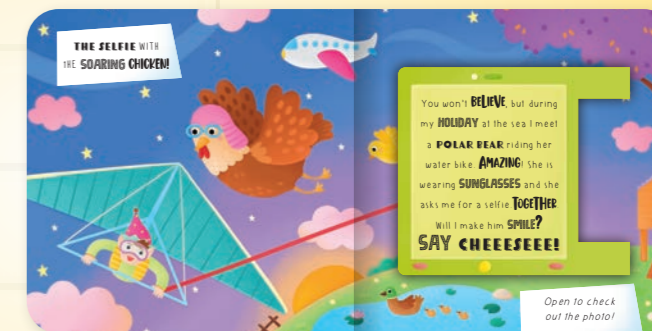 THE SELFIE WITH
THE SOARING CHICKEN!
You won't BELIEVE, but during
my HOLIDAY at the sea I meet
a POLAR BEAR riding her
water bike. AMAZING! She is
wearing SUNGLASSES and she
asks me for a selfie TOGETHER
Will I make him SMILE?
SAY CHEEESEEE!
Open to check
out the photo!